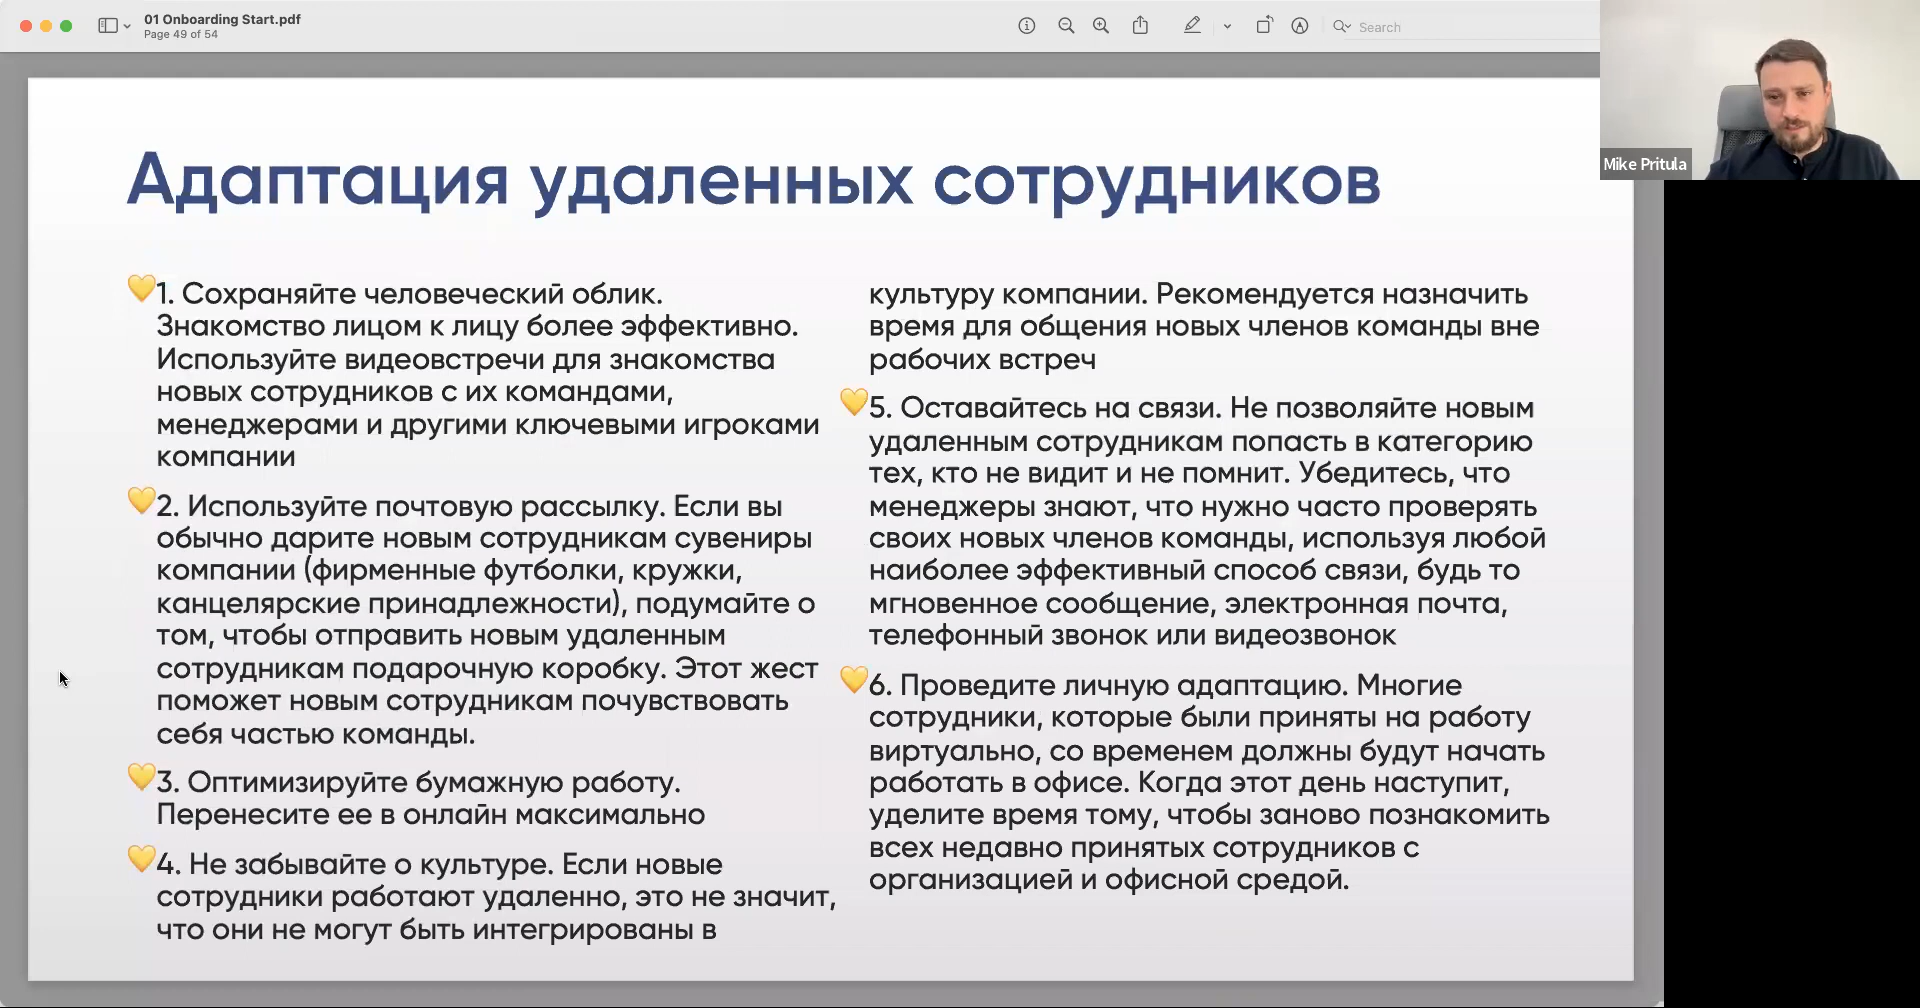 01 Onboarding Start.pdf
Page 49 of 54
Search
Mike Pritula
Адаптация удаленных сотрудников
💛1. Сохраняйте человеческий облик.
Знакомство лицом к лицу более эффективно.
Используйте видеовстречи для знакомства
новых сотрудников с их командами,
менеджерами и другими ключевыми игроками
компании
💛2. Используйте почтовую рассылку. Если вы
обычно дарите новым сотрудникам сувениры
компании (фирменные футболки, кружки,
канцелярские принадлежности), подумайте о
том, чтобы отправить новым удаленным
сотрудникам подарочную коробку. Этот жест
поможет новым сотрудникам почувствовать
себя частью команды.
💛3. Оптимизируйте бумажную работу.
Перенесите ее в онлайн максимально
💛4. Не забывайте о культуре. Если новые
сотрудники работают удаленно, это не значит,
что они не могут быть интегрированы в
культуру компании. Рекомендуется назначить
время для общения новых членов команды вне
рабочих встреч
💛5. Оставайтесь на связи. Не позволяйте новым
удаленным сотрудникам попасть в категорию
тех, кто не видит и не помнит. Убедитесь, что
менеджеры знают, что нужно часто проверять
своих новых членов команды, используя любой
наиболее эффективный способ связи, будь то
мгновенное сообщение, электронная почта,
телефонный звонок или видеозвонок
💛6. Проведите личную адаптацию. Многие
сотрудники, которые были приняты на работу
виртуально, со временем должны будут начать
работать в офисе. Когда этот день наступит,
уделите время тому, чтобы заново познакомить
всех недавно принятых сотрудников с
организацией и офисной средой.